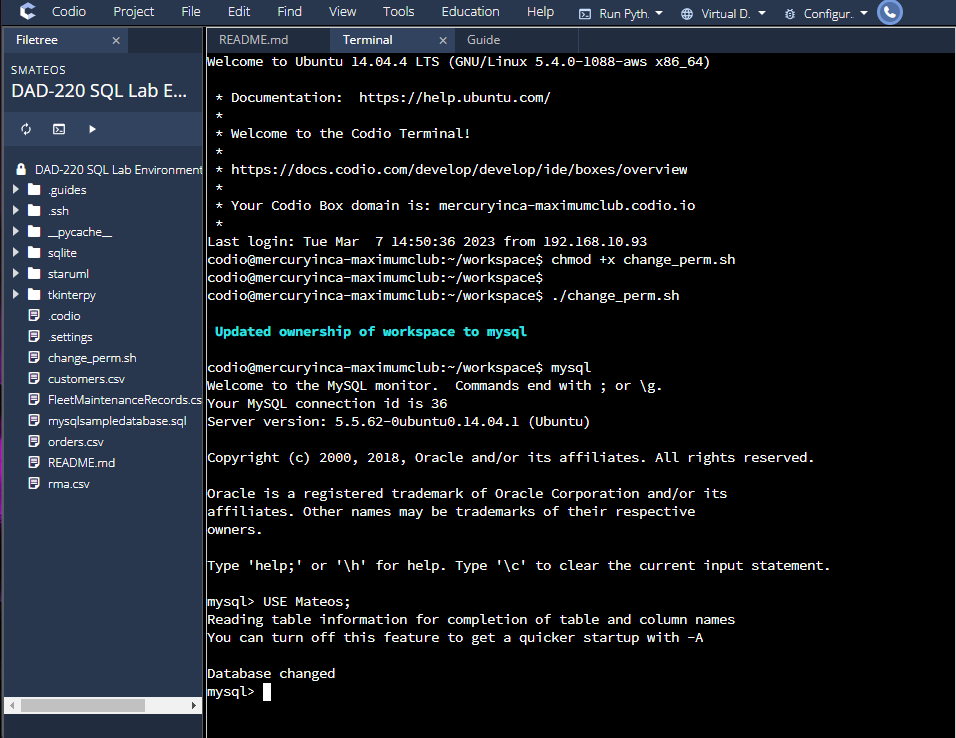 Codio Project File Edit Find View Tools Education Help Run Pyth. Virtual D. Configur..
Filetree
README.md Terminal Guide
SMATEOS
DAD-220 SQL Lab E...
DAD-220 SQL Lab Environment
.guides
.ssh
__pycache__
sqlite
staruml
tkinterpy
.codio
.settings
change_perm.sh
customers.csv
FleetMaintenanceRecords.cs
mysqlsampledatabase.sql
orders.csv
README.md
rma.csv
Welcome to Ubuntu 14.04.4 LTS (GNU/Linux 5.4.0-1088-aws x86_64)
* Documentation:  https://help.ubuntu.com/
*
* Welcome to the Codio Terminal!
*
* https://docs.codio.com/develop/develop/ide/boxes/overview
*
* Your Codio Box domain is: mercuryinca-maximumclub.codio.io
*
Last login: Tue Mar  7 14:50:36 2023 from 192.168.10.93
codio@mercuryinca-maximumclub:~/workspace$ chmod +x change_perm.sh
codio@mercuryinca-maximumclub:~/workspace$
codio@mercuryinca-maximumclub:~/workspace$ ./change_perm.sh
Updated ownership of workspace to mysql
codio@mercuryinca-maximumclub:~/workspace$ mysql
Welcome to the MySQL monitor.  Commands end with ; or \g.
Your MySQL connection id is 36
Server version: 5.5.62-0ubuntu0.14.04.1 (Ubuntu)
Copyright (c) 2000, 2018, Oracle and/or its affiliates. All rights reserved.
Oracle is a registered trademark of Oracle Corporation and/or its
affiliates. Other names may be trademarks of their respective
owners.
Type 'help;' or '\h' for help. Type '\c' to clear the current input statement.
mysql> USE Mateos;
Reading table information for completion of table and column names
You can turn off this feature to get a quicker startup with -A
Database changed
mysql>